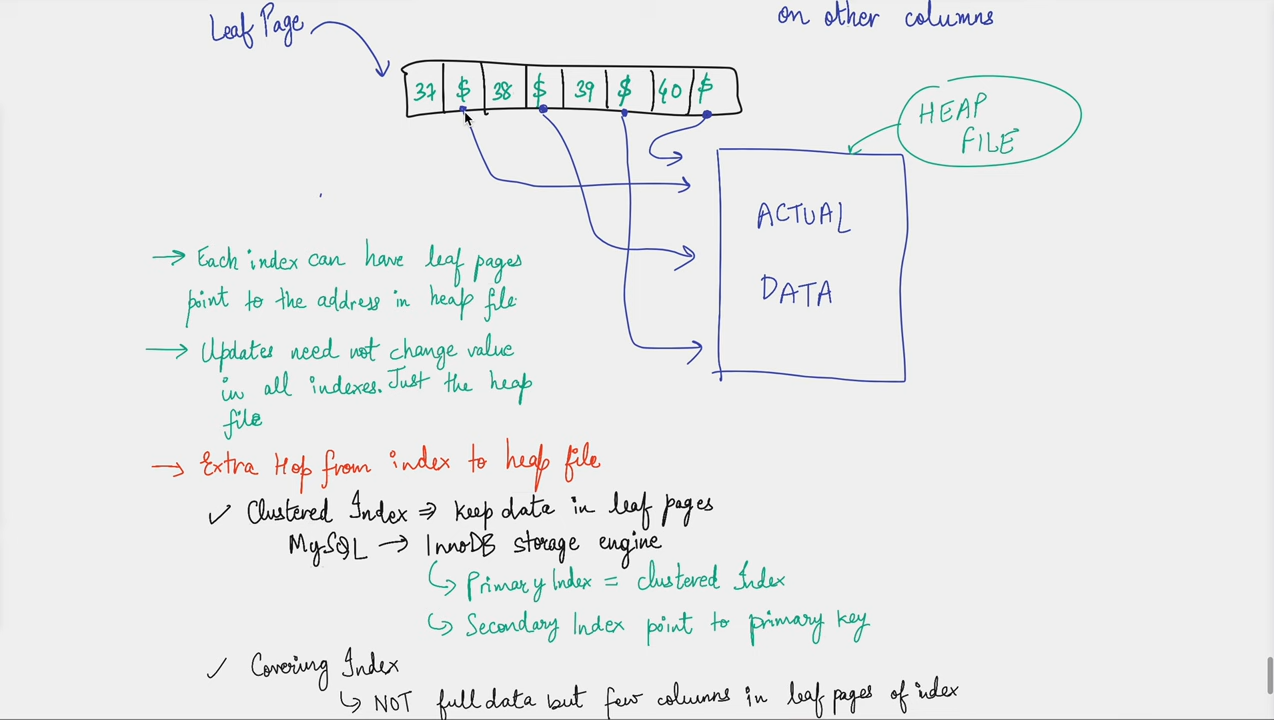 Leaf Page
on other columns
37 $ 38 $ 39 $ 40 $
HEAP
FILE
ACTUAL
DATA
→ Each index can have leaf pages
point to the address in heap file.
→ Updates need not change value
in all indexes. Just the heap
file
→ Extra Hop from index to heap file
✓ Clustered Index ⇒ keep data in leaf pages
MySQL → InnoDB storage engine
↳ Primary Index = clustered Index
↳ Secondary Index point to primary key
✓ Covering Index
↳ NOT full data but few columns in leaf pages of index